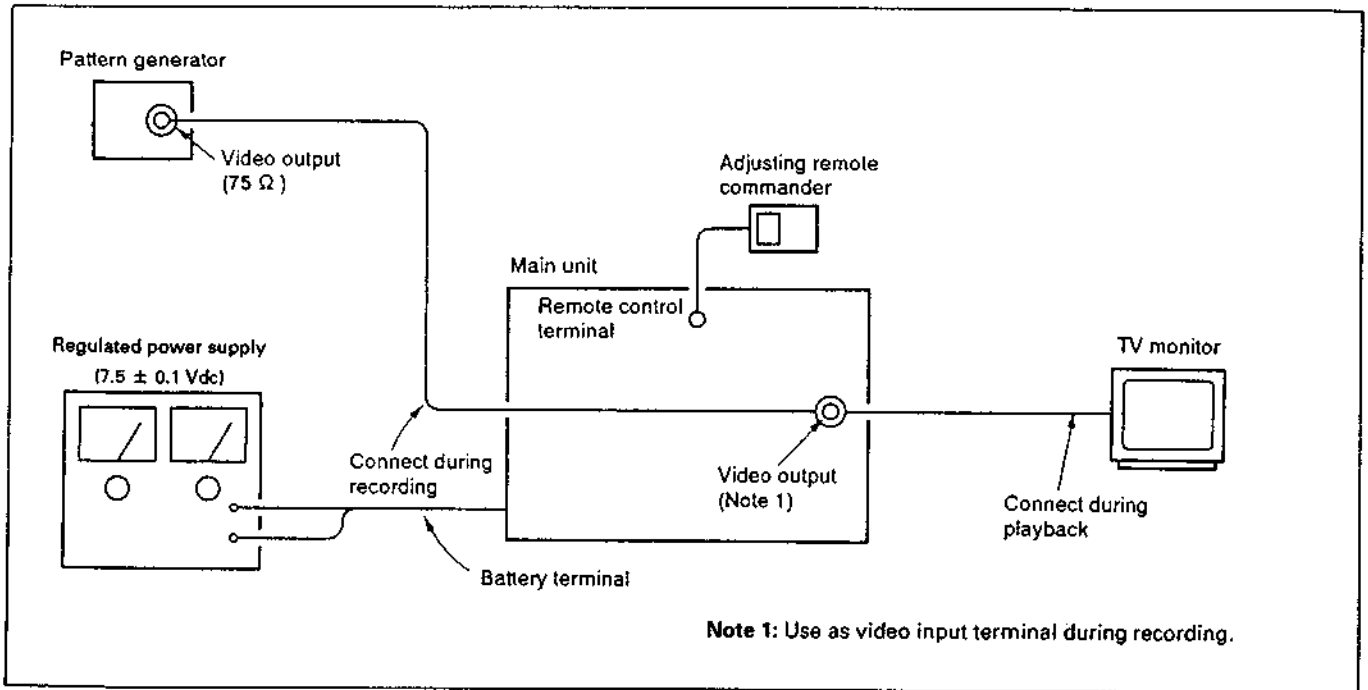 Pattern generator
Video output
(75 Ω )
Adjusting remote
commander
Main unit
Remote control
terminal
Regulated power supply
(7.5 ± 0.1 Vdc)
TV monitor
Connect during
recording
Video output
(Note 1)
Connect during
playback
Battery terminal
Note 1: Use as video input terminal during recording.